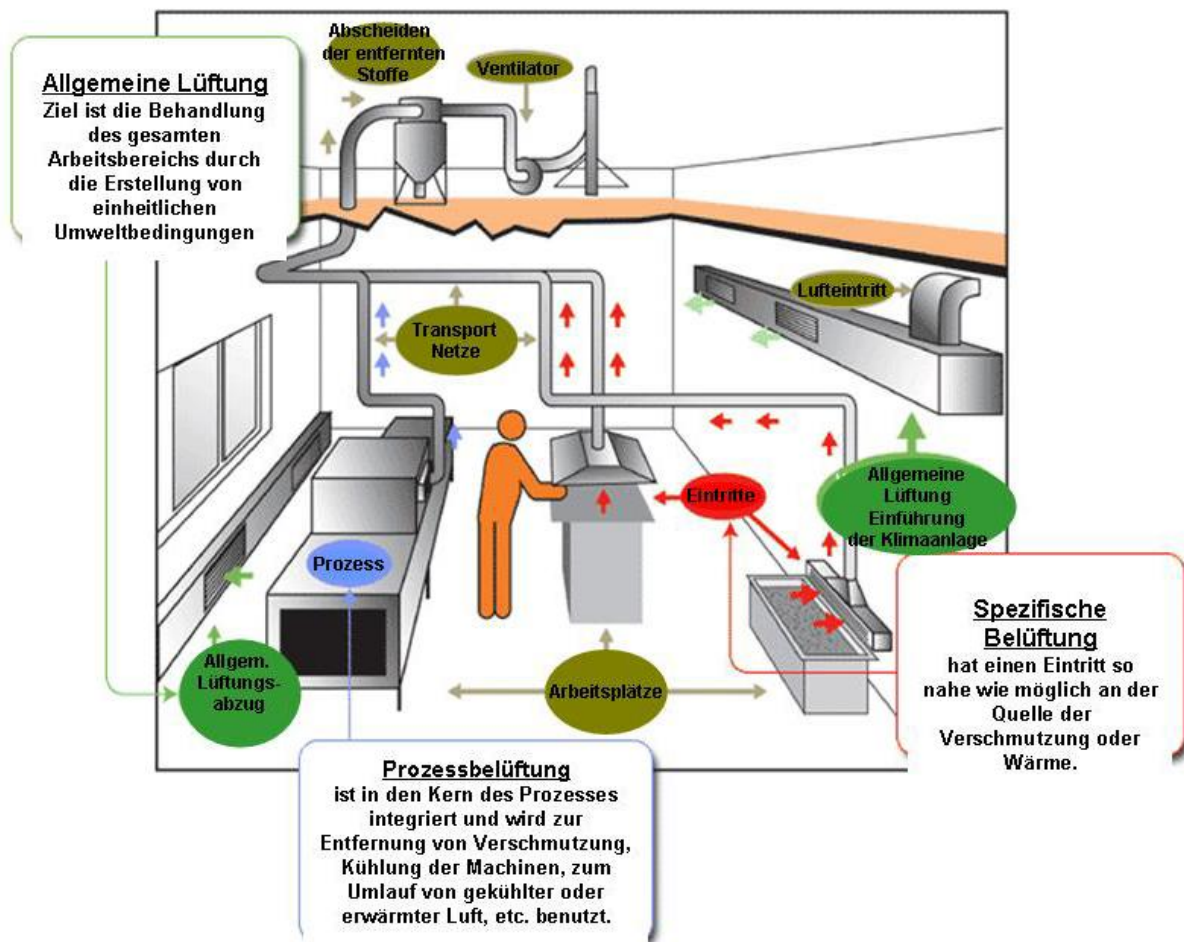 Abscheiden
der entfernten
Stoffe
Ventilator
Allgemeine Lüftung
Ziel ist die Behandlung
des gesamten
Arbeitsbereichs durch
die Erstellung von
einheitlichen
Umweltbedingungen
Lufteintritt
Transport
Netze
Allgemeine
Lüftung
Einführung
der Klimaanlage
Eintritte
Prozess
Spezifische
Belüftung
hat einen Eintritt so
nahe wie möglich an der
Quelle der
Verschmutzung oder
Wärme.
Allgem.
Lüftungs-
abzug
Arbeitsplätze
Prozessbelüftung
ist in den Kern des Prozesses
integriert und wird zur
Entfernung von Verschmutzung,
Kühlung der Machinen, zum
Umlauf von gekühlter oder
erwärmter Luft, etc. benutzt.